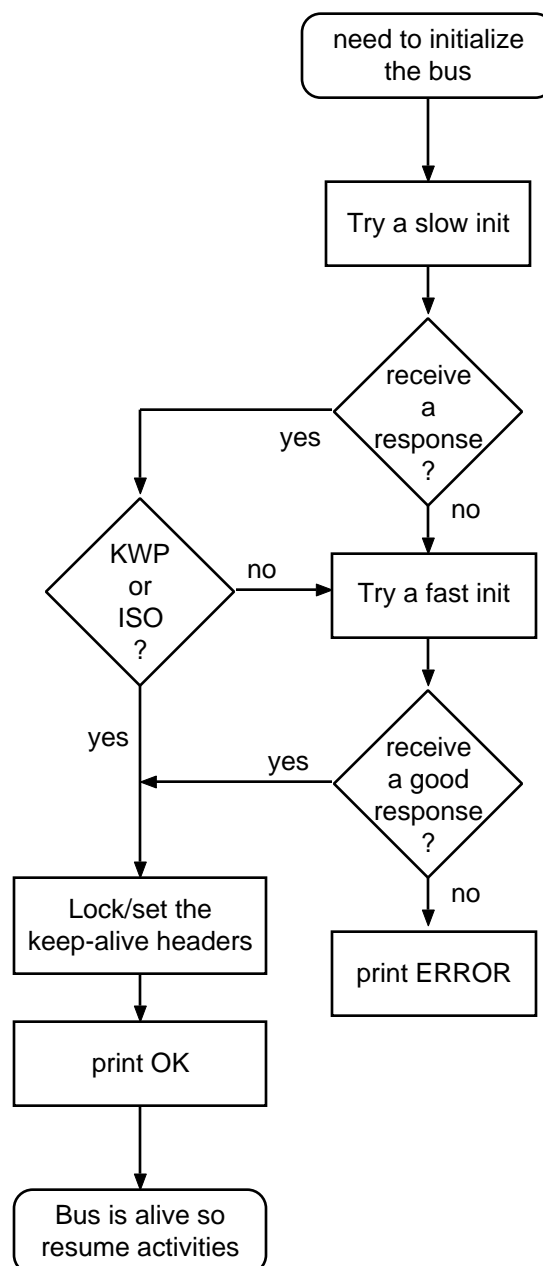 need to initialize
the bus
Try a slow init
receive
a
response
?
yes
no
KWP
or
ISO
?
no
Try a fast init
yes
yes
receive
a good
response
?
no
Lock/set the
keep-alive headers
print ERROR
print OK
Bus is alive so
resume activities